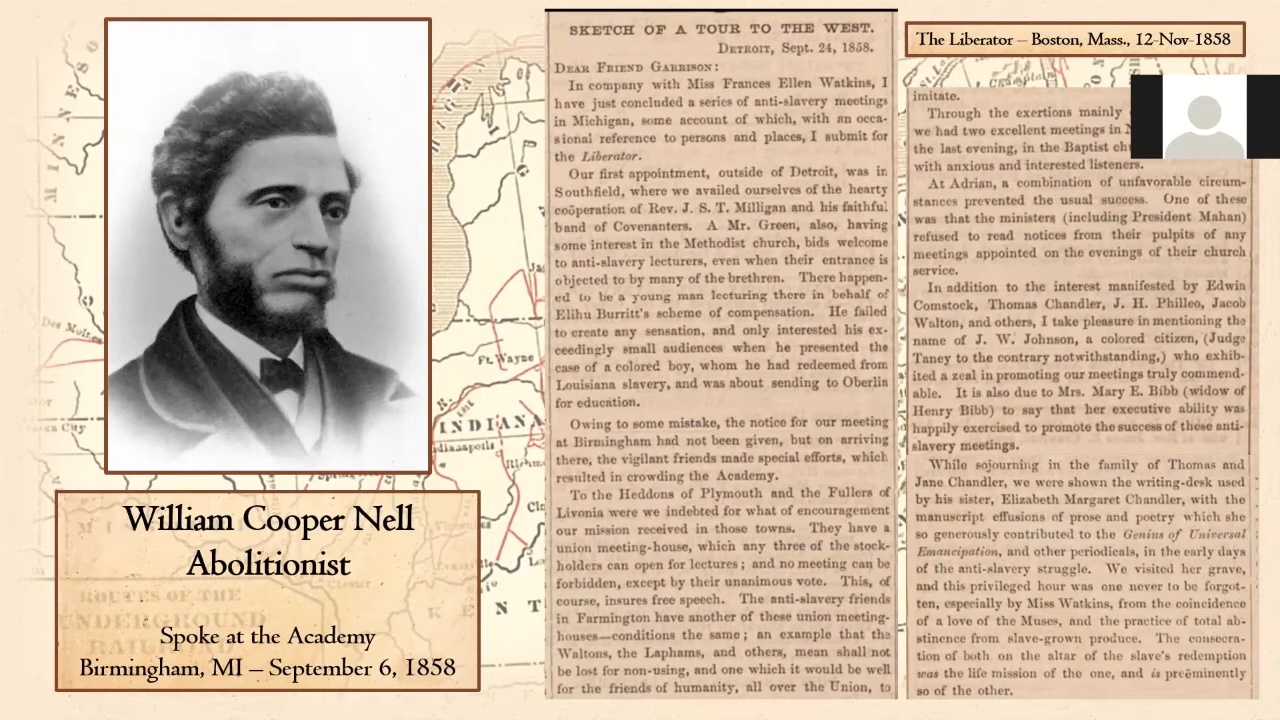 William Cooper Nell
Abolitionist
Spoke at the Academy
Birmingham, MI – September 6, 1858
SKETCH OF A TOUR TO THE WEST.
DETROIT, Sept. 24, 1858.
DEAR FRIEND GARRISON:
In company with Miss Frances Ellen Watkins, I
have just concluded a series of anti-slavery meetings
in Michigan, some account of which, with an occa-
sional reference to persons and places, I submit for
the Liberator.
Our first appointment, outside of Detroit, was in
Southfield, where we availed ourselves of the hearty
coöperation of Rev. J. S. T. Milligan and his faithful
band of Covenanters. A Mr. Green, also, having
some interest in the Methodist church, bids welcome
to anti-slavery lecturers, even when their entrance is
objected to by many of the brethren. There happen-
ed to be a young man lecturing there in behalf of
Elihu Burritt's scheme of compensation. He failed
to create any sensation, and only interested his ex-
ceedingly small audiences when he presented the
case of a colored boy, whom he had redeemed from
Louisiana slavery, and was about sending to Oberlin
for education.
Owing to some mistake, the notice for our meeting
at Birmingham had not been given, but on arriving
there, the vigilant friends made special efforts, which
resulted in crowding the Academy.
To the Heddons of Plymouth and the Fullers of
Livonia were we indebted for what of encouragement
our mission received in those towns. They have a
union meeting-house, which any three of the stock-
holders can open for lectures; and no meeting can be
forbidden, except by their unanimous vote. This, of
course, insures free speech. The anti-slavery friends
in Farmington have another of these union meeting-
houses—conditions the same; an example that the
Waltons, the Laphams, and others, mean shall not
be lost for non-using, and one which it would be well
for the friends of humanity, all over the Union, to
The Liberator – Boston, Mass., 12-Nov-1858
imitate.
Through the exertions mainly
we had two excellent meetings in
the last evening, in the Baptist
with anxious and interested listeners.
At Adrian, a combination of unfavorable circum-
stances prevented the usual success. One of these
was that the ministers (including President Mahan)
refused to read notices from their pulpits of any
meetings appointed on the evenings of their church
service.
In addition to the interest manifested by Edwin
Comstock, Thomas Chandler, J. H. Philleo, Jacob
Walton, and others, I take pleasure in mentioning the
name of J. W. Johnson, a colored citizen, (Judge
Taney to the contrary notwithstanding,) who exhib-
ited a zeal in promoting our meetings truly commend-
able. It is also due to Mrs. Mary E. Bibb (widow of
Henry Bibb) to say that her executive ability was
happily exercised to promote the success of these anti-
slavery meetings.
While sojourning in the family of Thomas and
Jane Chandler, we were shown the writing-desk used
by his sister, Elizabeth Margaret Chandler, with the
manuscript effusions of prose and poetry which she
so generously contributed to the Genius of Universal
Emancipation, and other periodicals, in the early days
of the anti-slavery struggle. We visited her grave,
and this privileged hour was one never to be forgot-
ten, especially by Miss Watkins, from the coincidence
of a love of the Muses, and the practice of total ab-
stinence from slave-grown produce. The consecra-
tion of both on the altar of the slave's redemption
was the life mission of the one, and is preëminently
so of the other.
MINNES
Des Moines
Ft. Wayne
INDIANA
Champlain
ROUTES OF THE
UNDERGROUND
RAILROAD